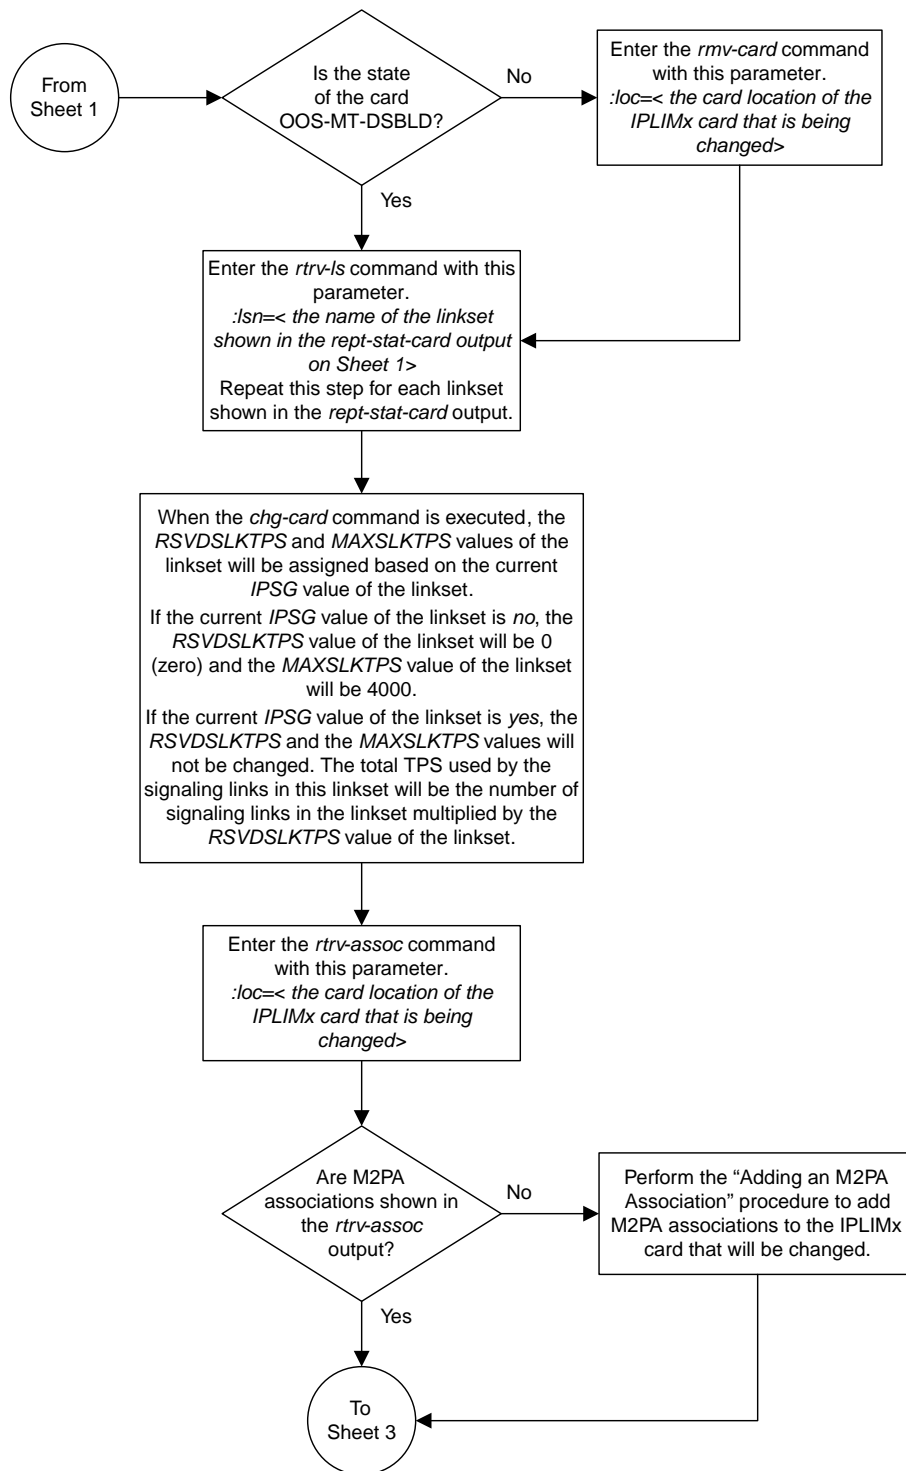 From
Sheet 1
Is the state
of the card
OOS-MT-DSBLD?
No
Enter the rmv-card command
with this parameter.
:loc=< the card location of the
IPLIMx card that is being
changed>
Yes
Enter the rtrv-ls command with this
parameter.
:lsn=< the name of the linkset
shown in the rept-stat-card output
on Sheet 1>
Repeat this step for each linkset
shown in the rept-stat-card output.
When the chg-card command is executed, the
RSVDSLKTPS and MAXSLKTPS values of the
linkset will be assigned based on the current
IPSG value of the linkset.
If the current IPSG value of the linkset is no, the
RSVDSLKTPS value of the linkset will be 0
(zero) and the MAXSLKTPS value of the linkset
will be 4000.
If the current IPSG value of the linkset is yes, the
RSVDSLKTPS and the MAXSLKTPS values will
not be changed. The total TPS used by the
signaling links in this linkset will be the number of
signaling links in the linkset multiplied by the
RSVDSLKTPS value of the linkset.
Enter the rtrv-assoc command
with this parameter.
:loc=< the card location of the
IPLIMx card that is being
changed>
Are M2PA
associations shown in
the rtrv-assoc
output?
No
Perform the “Adding an M2PA
Association” procedure to add
M2PA associations to the IPLIMx
card that will be changed.
Yes
To
Sheet 3